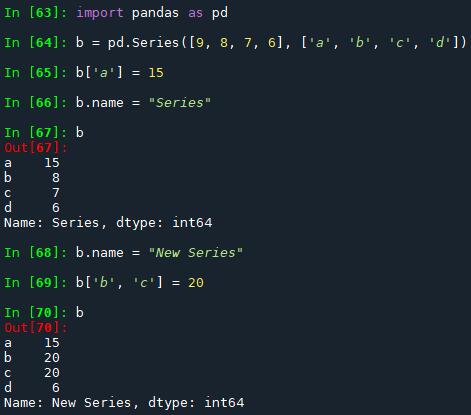 In [63]: import pandas as pd
In [64]: b = pd.Series([9, 8, 7, 6], ['a', 'b', 'c', 'd'])
In [65]: b['a'] = 15
In [66]: b.name = "Series"
In [67]: b
Out[67]:
a    15
b     8
c     7
d     6
Name: Series, dtype: int64
In [68]: b.name = "New Series"
In [69]: b['b', 'c'] = 20
In [70]: b
Out[70]:
a    15
b    20
c    20
d     6
Name: New Series, dtype: int64